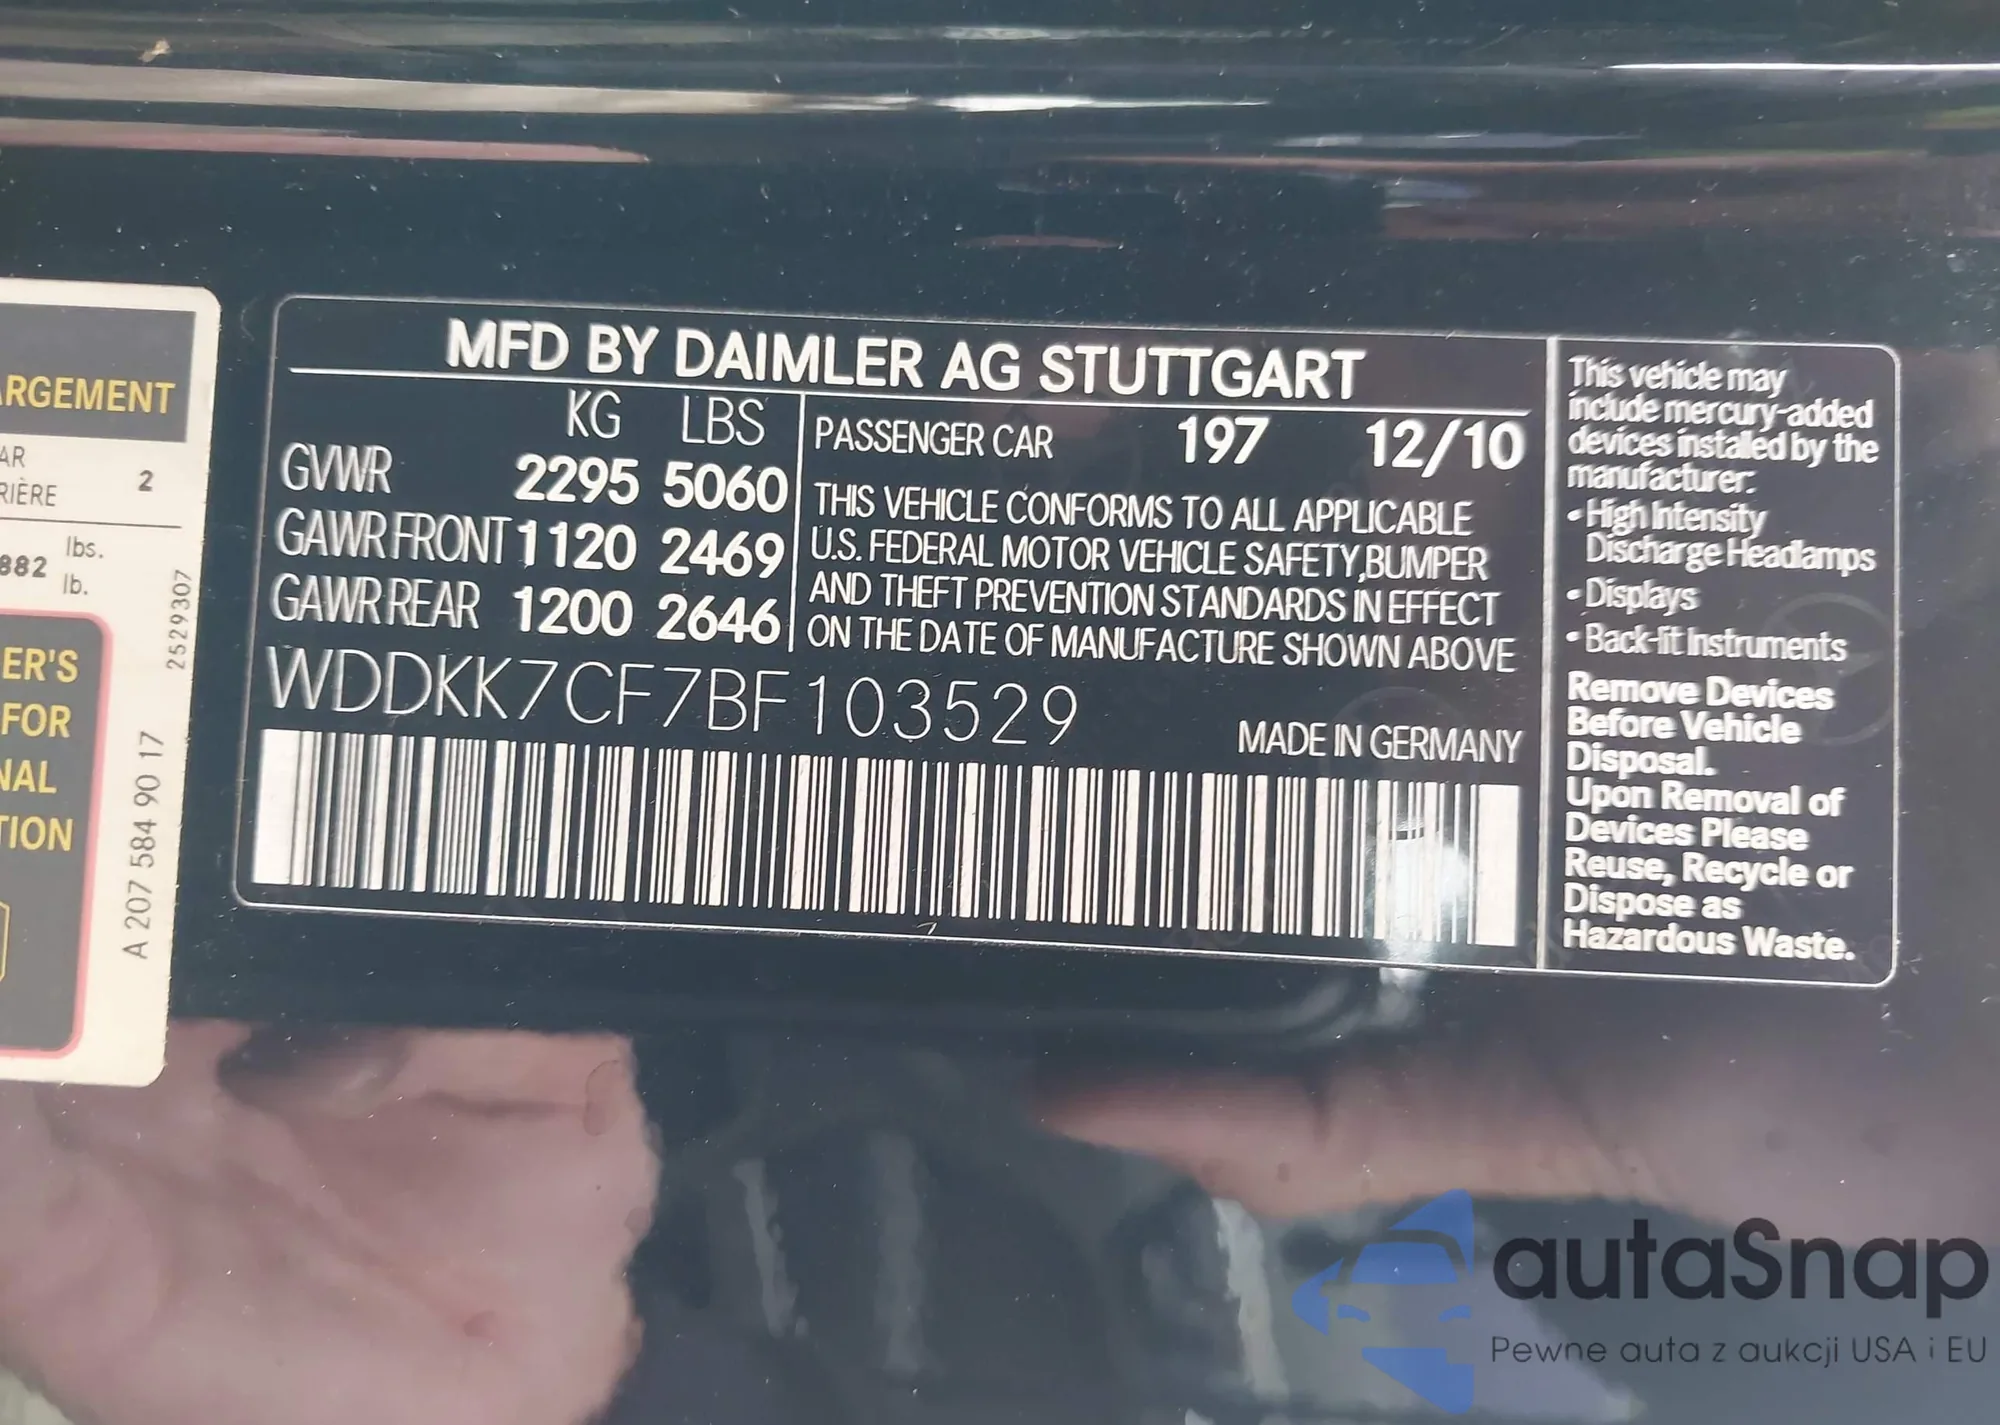 ARGEMENT
AR
RIÈRE
2
882
lbs.
lb.
ER'S
FOR
NAL
TION
2529307
A 207 584 90 17
MFD BY DAIMLER AG STUTTGART
KG LBS
GVWR 2295 5060
GAWR FRONT 1120 2469
GAWR REAR 1200 2646
PASSENGER CAR 197 12/10
THIS VEHICLE CONFORMS TO ALL APPLICABLE
U.S. FEDERAL MOTOR VEHICLE SAFETY,BUMPER
AND THEFT PREVENTION STANDARDS IN EFFECT
ON THE DATE OF MANUFACTURE SHOWN ABOVE
WDDKK7CF7BF103529
MADE IN GERMANY
This vehicle may
include mercury-added
devices installed by the
manufacturer:
• High Intensity
Discharge Headlamps
• Displays
• Back-lit Instruments
Remove Devices
Before Vehicle
Disposal.
Upon Removal of
Devices Please
Reuse, Recycle or
Dispose as
Hazardous Waste.
autaSnap
Pewne auta z aukcji USA i EU